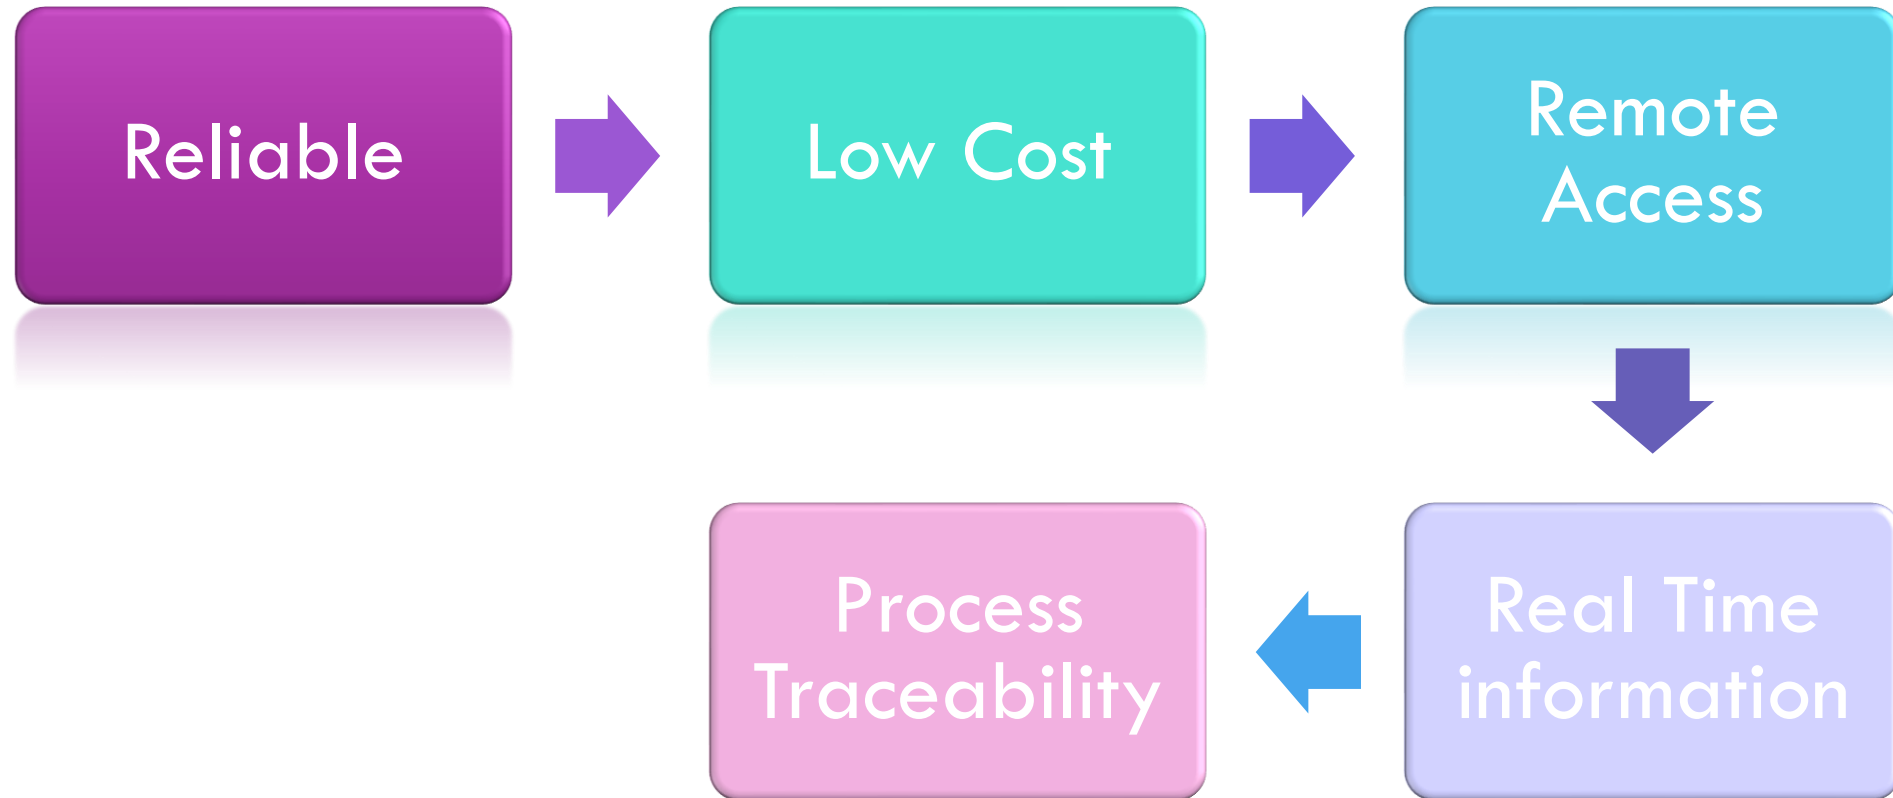 Reliable
Low Cost
Remote
Access
Real Time
information
Process
Traceability